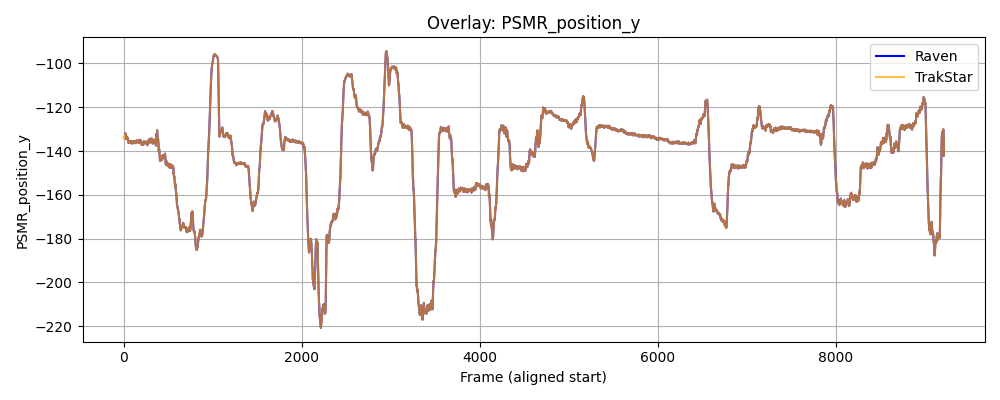 Overlay: PSMR_position_y
Raven
TrakStar
PSMR_position_y
−100
−120
−140
−160
−180
−200
−220
0
2000
4000
6000
8000
Frame (aligned start)